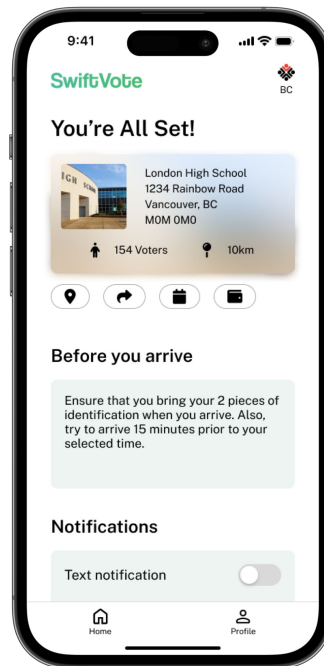 9:41
SwiftVote
BC
You're All Set!
IGH SCHOOL
London High School
1234 Rainbow Road
Vancouver, BC
M0M 0M0
154 Voters
10km
Before you arrive
Ensure that you bring your 2 pieces of
identification when you arrive. Also,
try to arrive 15 minutes prior to your
selected time.
Notifications
Text notification
Home
Profile